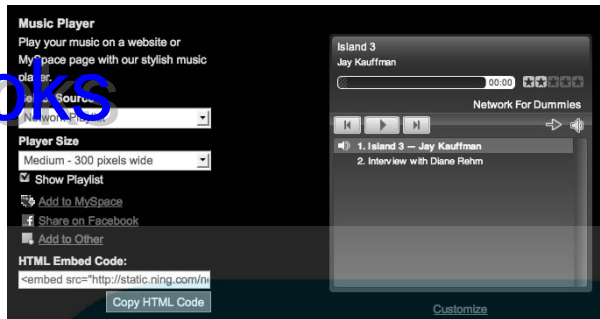 Music Player
Play your music on a website or
MySpace page with our stylish music
player.
oks
Source
Network Playlist
Player Size
Medium - 300 pixels wide
Show Playlist
Add to MySpace
Share on Facebook
Add to Other
HTML Embed Code:
<embed src="http://static.ning.com/n
Copy HTML Code
Island 3
Jay Kauffman
00:00
Network For Dummies
1. Island 3 — Jay Kauffman
2. Interview with Diane Rehm
Customize